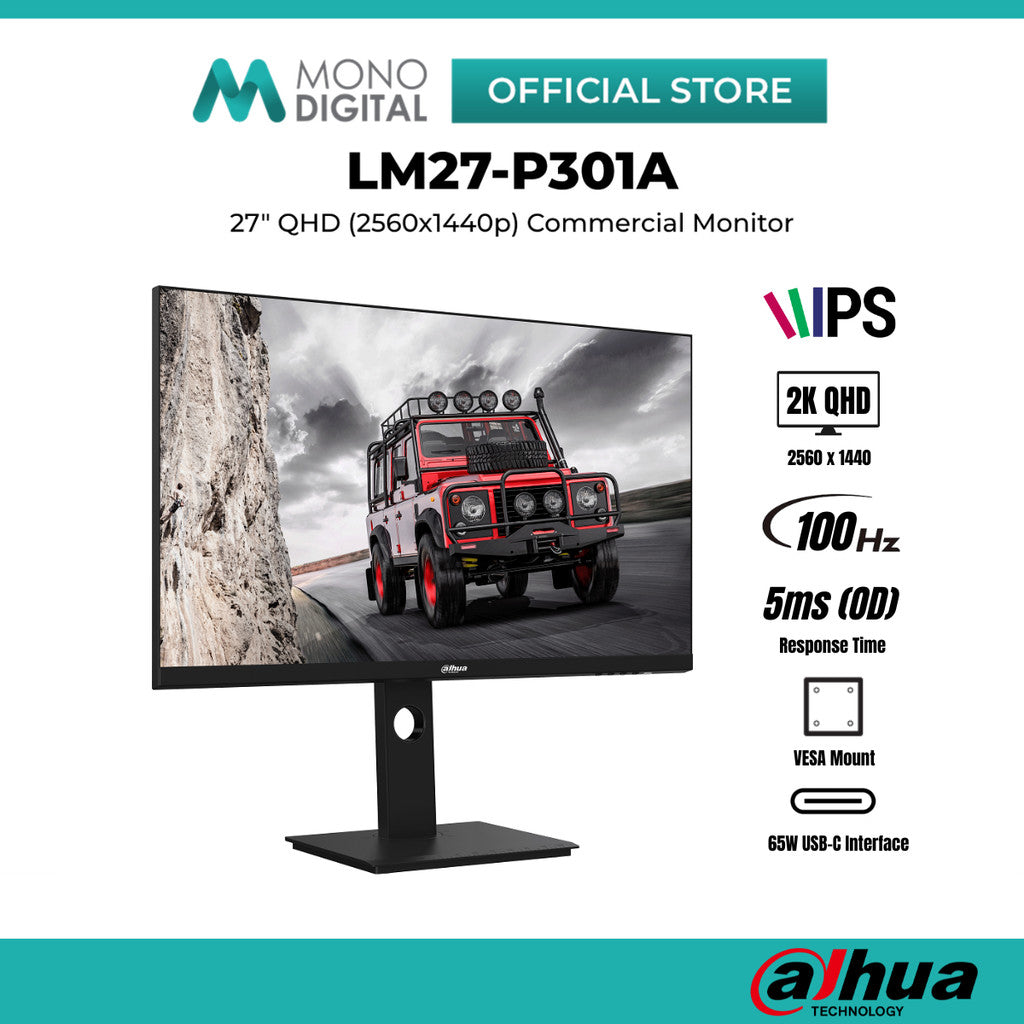 MONO
DIGITAL
OFFICIAL STORE
LM27-P301A
27" QHD (2560x1440p) Commercial Monitor
IPS
2K QHD
2560 x 1440
100Hz
5ms (OD)
Response Time
VESA Mount
65W USB-C Interface
alhua
alhua
TECHNOLOGY